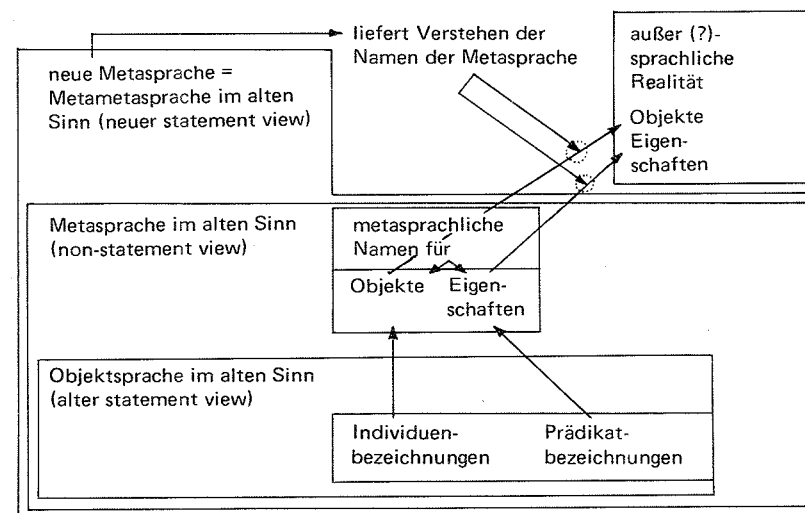 liefert Verstehen der
Namen der Metasprache
außer (?)-
sprachliche
Realität
Objekte
Eigen-
schaften
neue Metasprache =
Metametasprache im alten
Sinn (neuer statement view)
Metasprache im alten Sinn
(non-statement view)
metasprachliche
Namen für
Objekte
Eigen-
schaften
Objektsprache im alten Sinn
(alter statement view)
Individuen-
bezeichnungen
Prädikat-
bezeichnungen